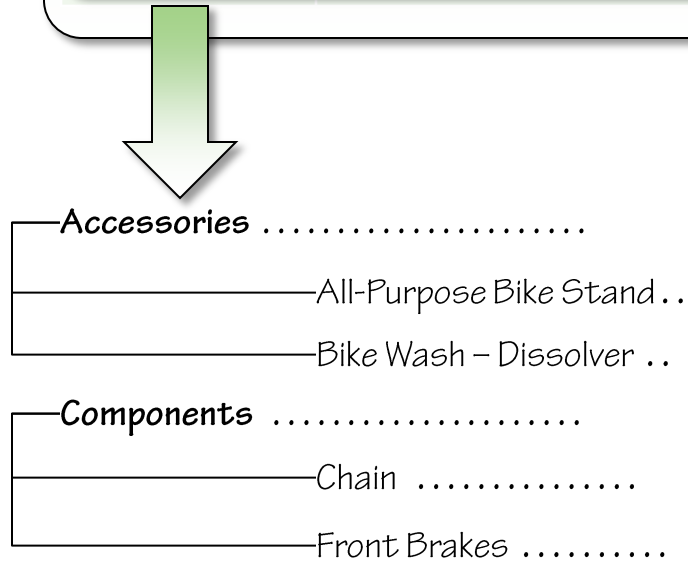 Accessories ......................
All-Purpose Bike Stand ..
Bike Wash – Dissolver ..
Components .....................
Chain ...............
Front Brakes ..........